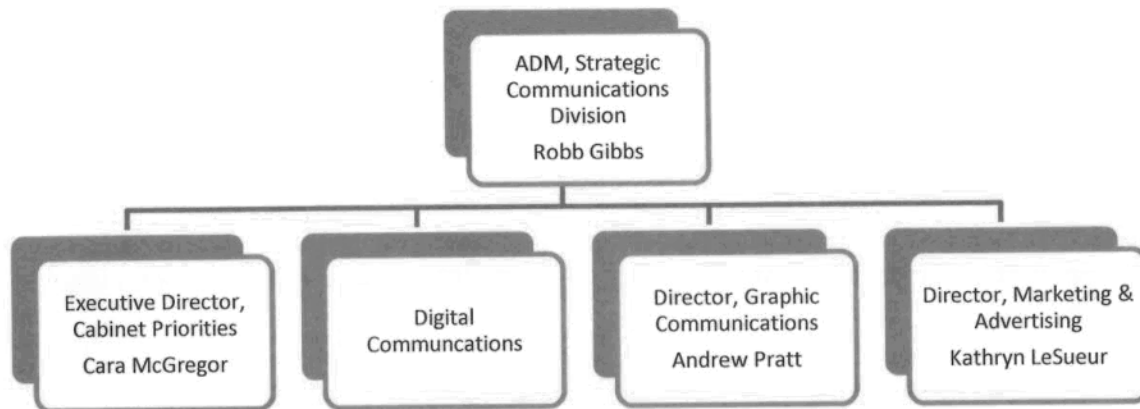 ADM, Strategic
Communications
Division
Robb Gibbs
Executive Director,
Cabinet Priorities
Cara McGregor
Digital
Communcations
Director, Graphic
Communications
Andrew Pratt
Director, Marketing &
Advertising
Kathryn LeSueur